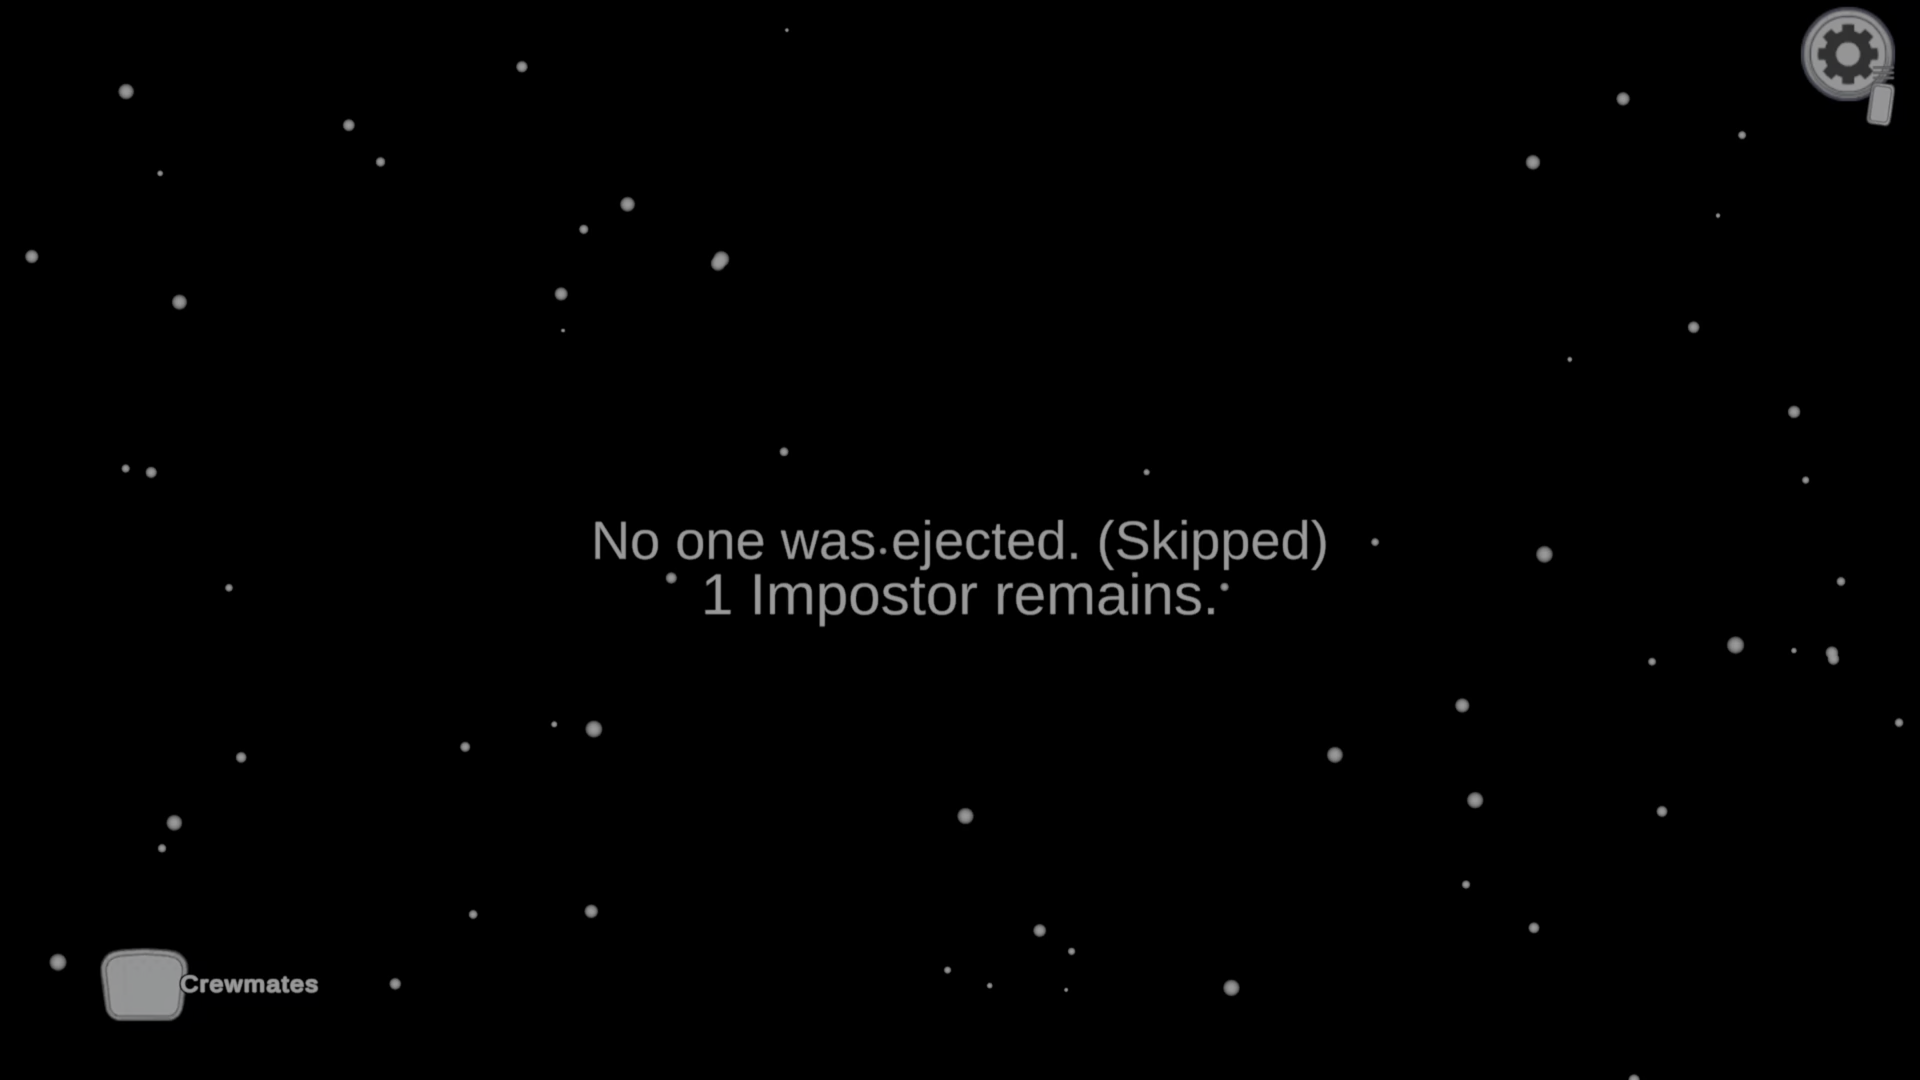 No one was ejected. (Skipped)
1 Impostor remains.
Crewmates